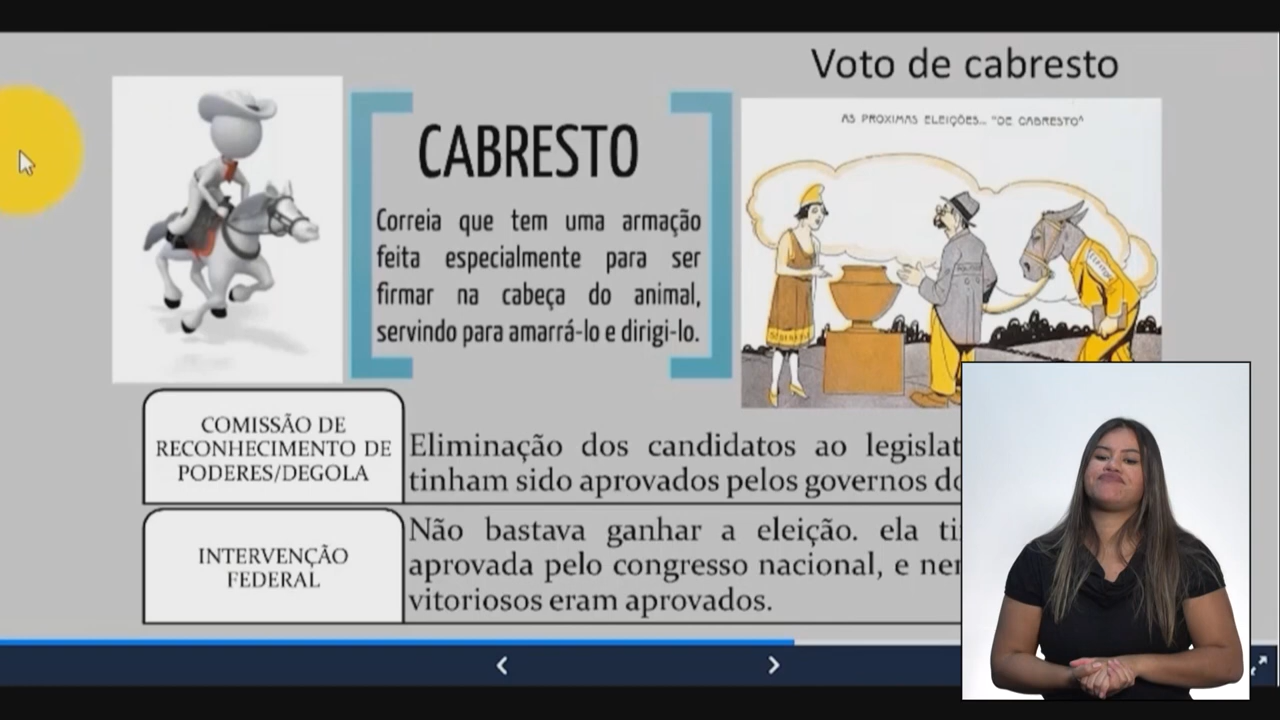 Voto de cabresto
CABRESTO
Correia que tem uma armação
feita especialmente para ser
firmar na cabeça do animal,
servindo para amarrá-lo e dirigi-lo.
AS PROXIMAS ELEIÇÕES... "DE CABRESTO"
COMISSÃO DE
RECONHECIMENTO DE
PODERES/DEGOLA
Eliminação dos candidatos ao legislat
tinham sido aprovados pelos governos do
INTERVENÇÃO
FEDERAL
Não bastava ganhar a eleição. ela ti
aprovada pelo congresso nacional, e ner
vitoriosos eram aprovados.